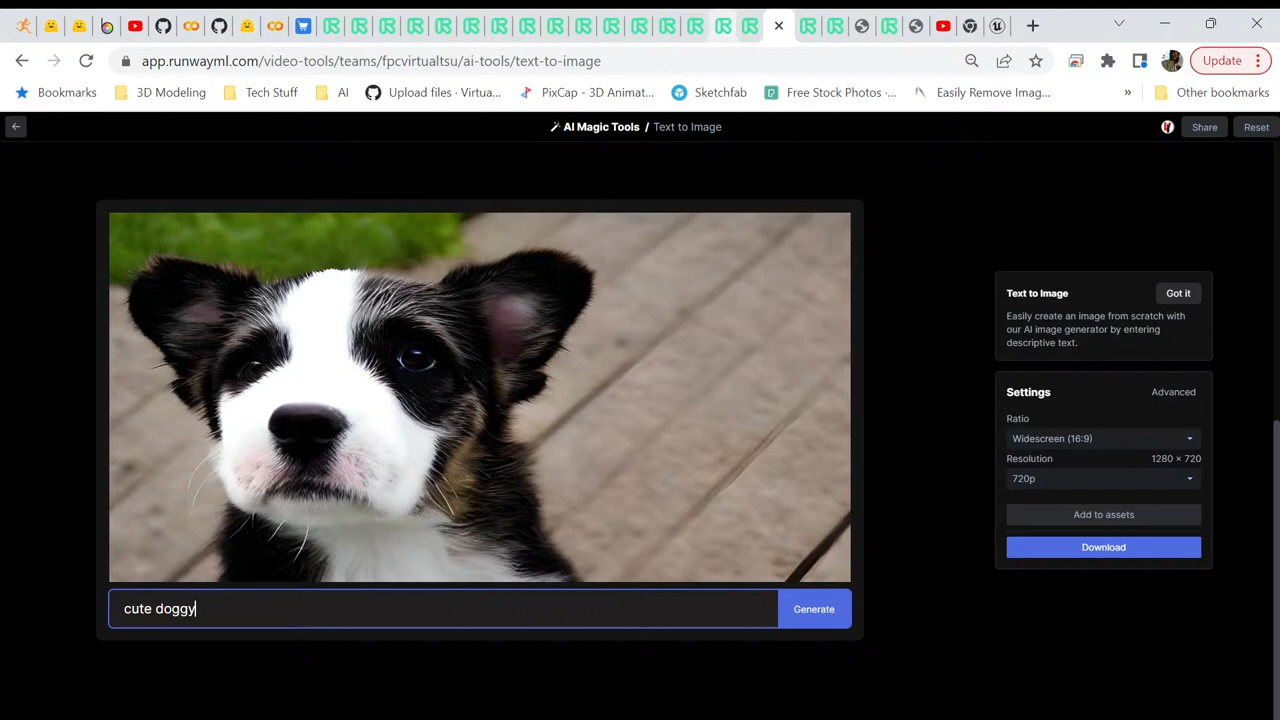 Update
app.runwayml.com/video-tools/teams/fpcvirtualtsu/ai-tools/text-to-image
Bookmarks
3D Modeling
Tech Stuff
AI
Upload files · Virtua...
PixCap - 3D Animat...
Sketchfab
Free Stock Photos ·...
Easily Remove Imag...
»
Other bookmarks
AI Magic Tools / Text to Image
Share
Reset
Text to Image
Got it
Easily create an image from scratch with
our AI image generator by entering
descriptive text.
Settings
Advanced
Ratio
Widescreen (16:9)
Resolution
1280 × 720
720p
Add to assets
Download
cute doggy
Generate